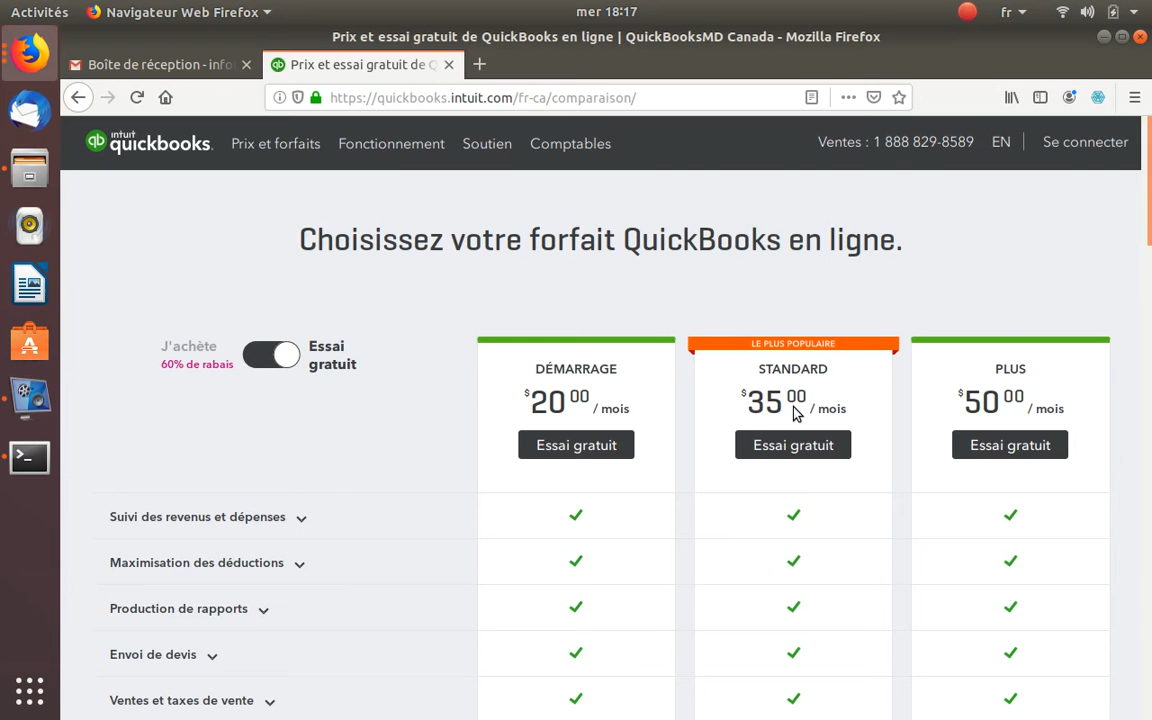 Activités
Navigateur Web Firefox
mer 18:17
fr
Prix et essai gratuit de QuickBooks en ligne | QuickBooksMD Canada - Mozilla Firefox
Boîte de réception - info
Prix et essai gratuit de Q
https://quickbooks.intuit.com/fr-ca/comparaison/
qb intuit quickbooks.
Prix et forfaits
Fonctionnement
Soutien
Comptables
Ventes : 1 888 829-8589
EN
Se connecter
Choisissez votre forfait QuickBooks en ligne.
J'achète
60% de rabais
Essai
gratuit
DÉMARRAGE
$20 00 / mois
Essai gratuit
LE PLUS POPULAIRE
STANDARD
$35 00 / mois
Essai gratuit
PLUS
$50 00 / mois
Essai gratuit
Suivi des revenus et dépenses
Maximisation des déductions
Production de rapports
Envoi de devis
Ventes et taxes de vente